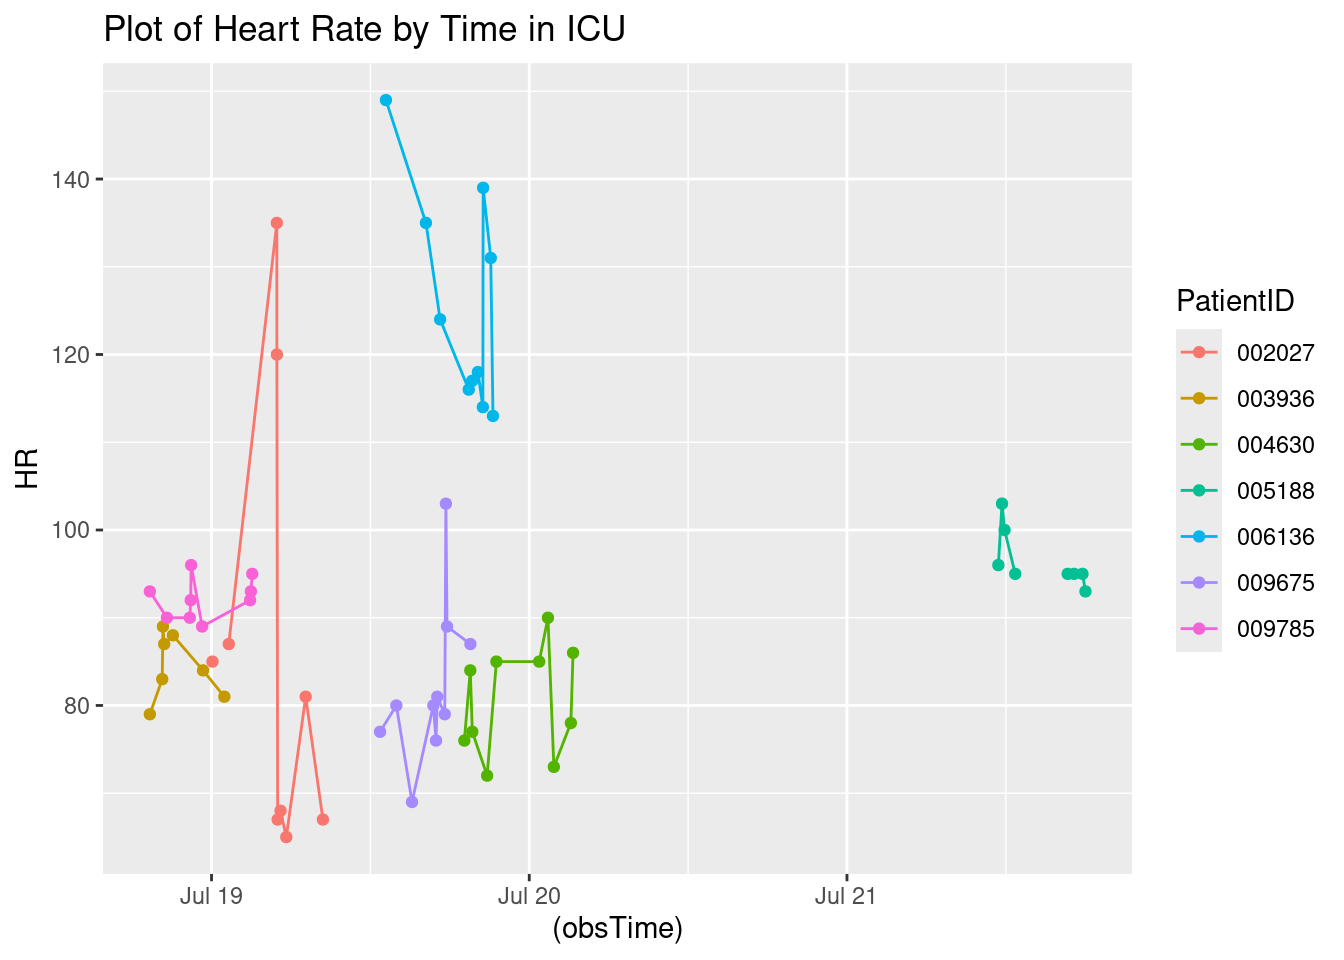 Plot of Heart Rate by Time in ICU
HR
140
120
100
80
Jul 19
Jul 20
Jul 21
(obsTime)
PatientID
002027
003936
004630
005188
006136
009675
009785